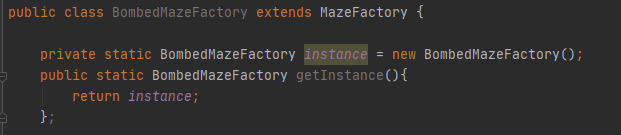 public class BombedMazeFactory extends MazeFactory {
private static BombedMazeFactory instance = new BombedMazeFactory();
public static BombedMazeFactory getInstance(){
return instance;
};